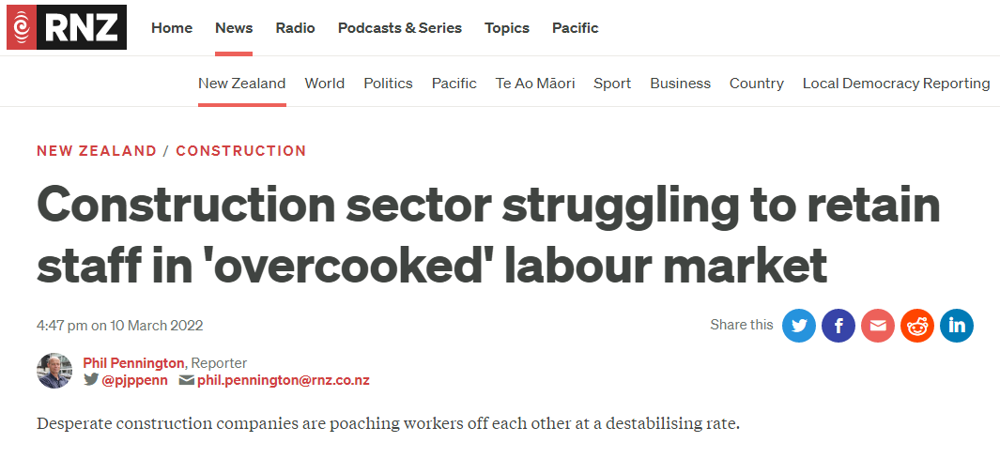 RNZ Home News Radio Podcasts & Series Topics Pacific
New Zealand World Politics Pacific Te Ao Māori Sport Business Country Local Democracy Reporting
NEW ZEALAND / CONSTRUCTION
Construction sector struggling to retain
staff in 'overcooked' labour market
4:47 pm on 10 March 2022 Share this
Phil Pennington, Reporter
@pjppenn phil.pennington@rnz.co.nz
Desperate construction companies are poaching workers off each other at a destabilising rate.